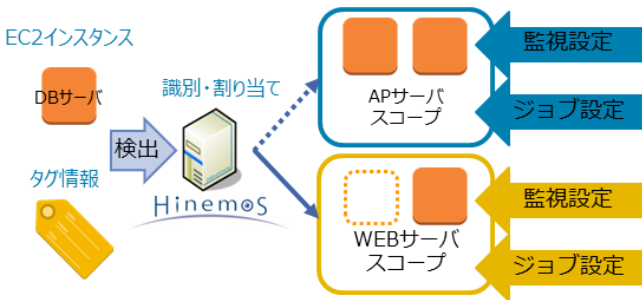 EC2インスタンス
DBサーバ
タグ情報
検出
識別・割り当て
Hinemos
APサーバ
スコープ
監視設定
ジョブ設定
WEBサーバ
スコープ
監視設定
ジョブ設定